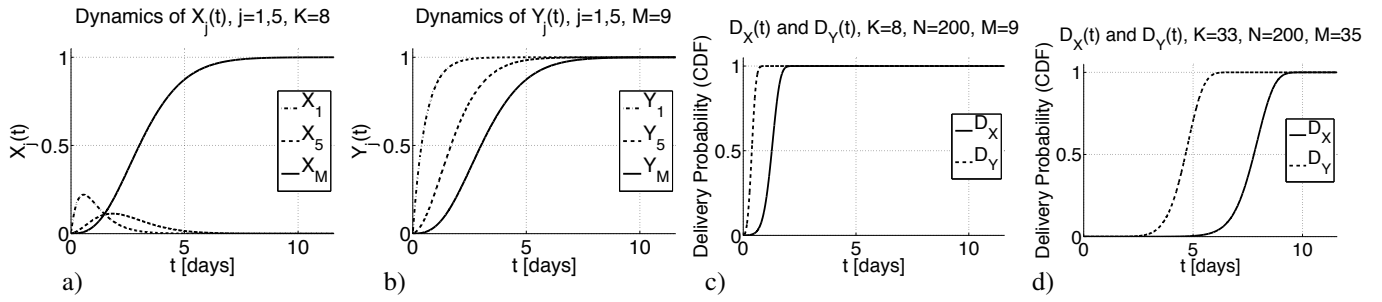 Dynamics of X_j(t), j=1,5, K=8
X_j(t)
1
0.5
0
0
5
10
t [days]
X_1
X_5
X_M
a)
Dynamics of Y_j(t), j=1,5, M=9
Y_j(t)
1
0.5
0
0
5
10
t [days]
Y_1
Y_5
Y_M
b)
D_X(t) and D_Y(t), K=8, N=200, M=9
Delivery Probability (CDF)
1
0.5
0
0
5
10
t [days]
D_X
D_Y
c)
D_X(t) and D_Y(t), K=33, N=200, M=35
Delivery Probability (CDF)
1
0.5
0
0
5
10
t [days]
D_X
D_Y
d)